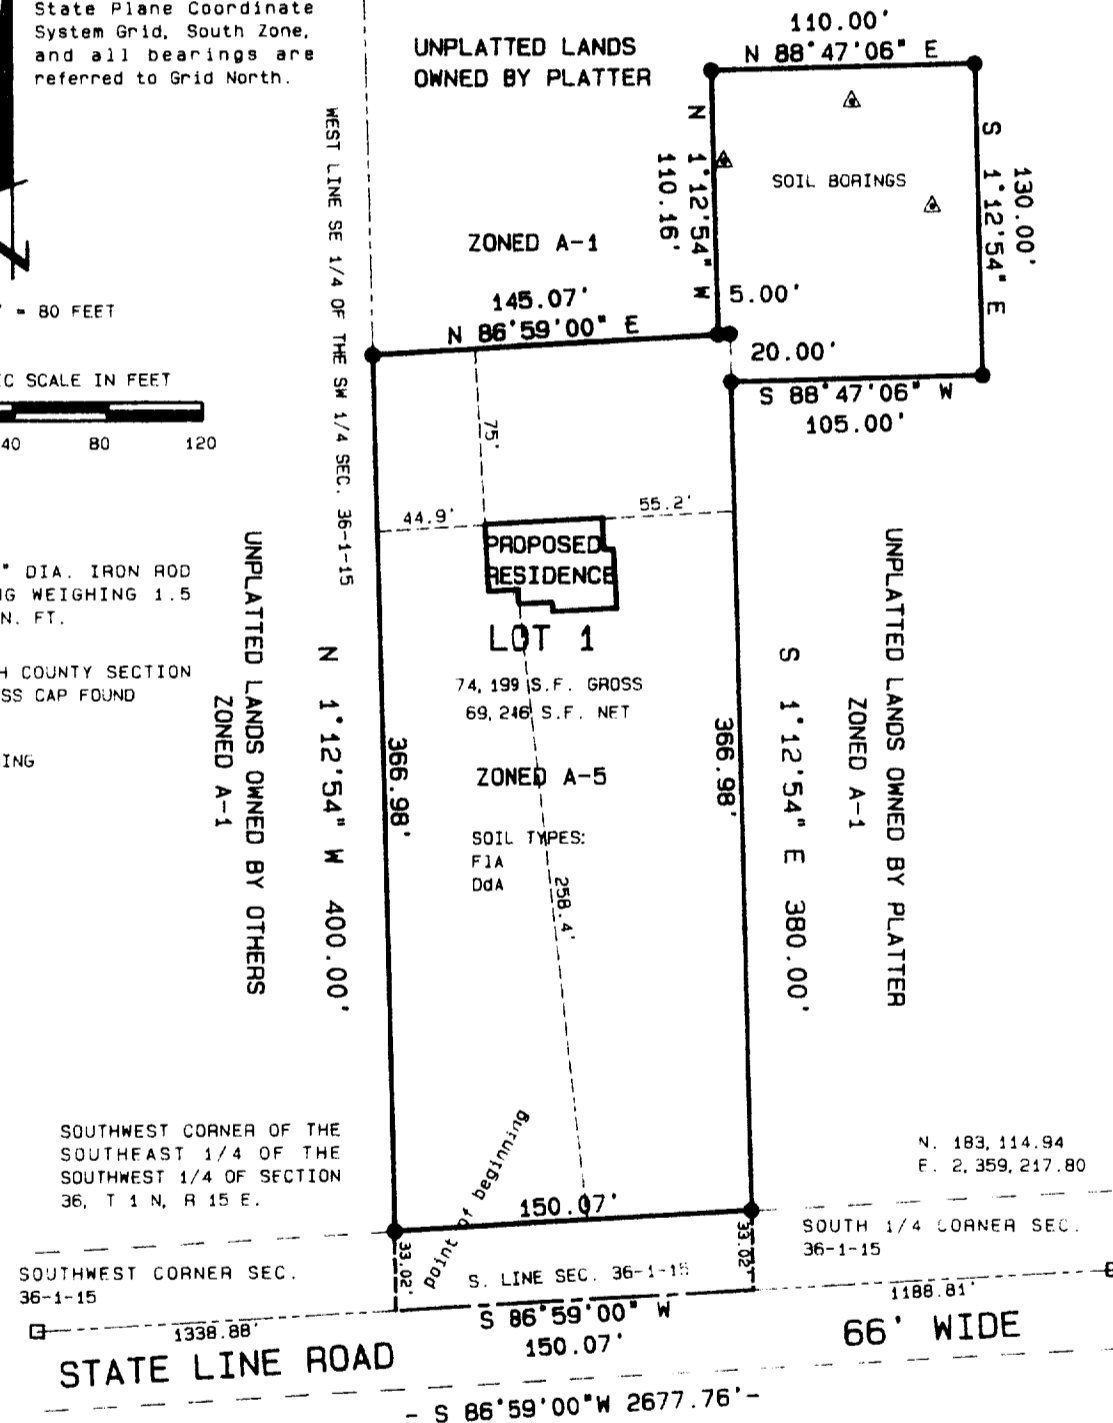 State Plane Coordinate
System Grid, South Zone,
and all bearings are
referred to Grid North.
UNPLATTED LANDS
OWNED BY PLATTER
110.00'
N 88°47'06" E
N 1°12'54" W
110.16'
SOIL BORINGS
S 1°12'54" E
130.00'
WEST LINE SE 1/4 OF THE SW 1/4 SEC. 36-1-15
ZONED A-1
145.07'
N 86°59'00" E
5.00'
20.00'
S 88°47'06" W
105.00'
' = 80 FEET
C SCALE IN FEET
40 80 120
75'
44.9'
55.2'
PROPOSED
RESIDENCE
LOT 1
74,199 S.F. GROSS
69,246 S.F. NET
ZONED A-5
SOIL TYPES:
FlA
DdA
258.4'
" DIA. IRON ROD
G WEIGHING 1.5
N. FT.
H COUNTY SECTION
SS CAP FOUND
ING
UNPLATTED LANDS OWNED BY OTHERS
ZONED A-1
N 1°12'54" W 400.00'
366.98'
366.98'
S 1°12'54" E 380.00'
UNPLATTED LANDS OWNED BY PLATTER
ZONED A-1
SOUTHWEST CORNER OF THE
SOUTHEAST 1/4 OF THE
SOUTHWEST 1/4 OF SECTION
36, T 1 N, R 15 E.
point of beginning
150.07'
33.02'
33.02'
N. 183,114.94
E. 2,359,217.80
SOUTH 1/4 CORNER SEC.
36-1-15
SOUTHWEST CORNER SEC.
36-1-15
S. LINE SEC. 36-1-15
1338.88'
S 86°59'00" W
150.07'
1188.81'
STATE LINE ROAD
66' WIDE
- S 86°59'00"W 2677.76'-